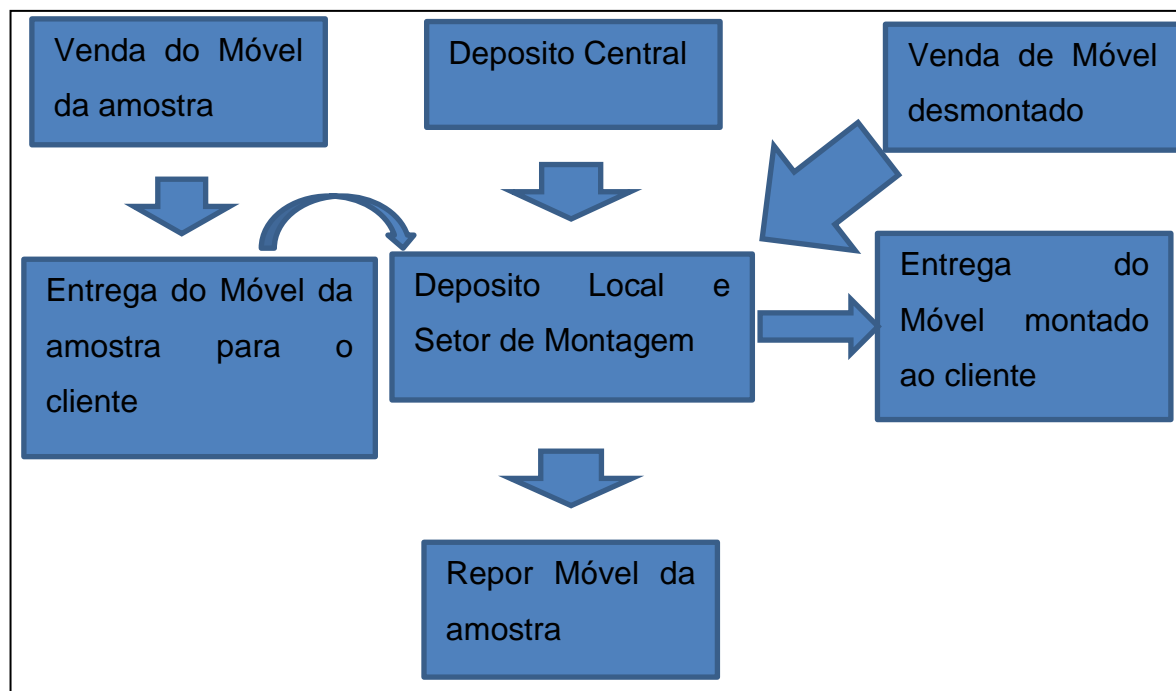 Venda do Móvel
da amostra
Deposito Central
Venda de Móvel
desmontado
Entrega do Móvel da
amostra para o
cliente
Deposito Local e
Setor de Montagem
Entrega do
Móvel montado
ao cliente
Repor Móvel da
amostra